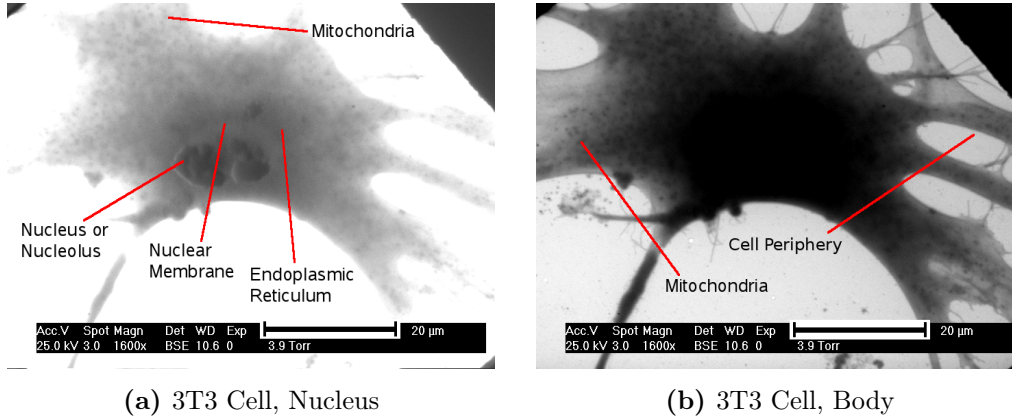 Mitochondria
Nucleus or
Nucleolus
Nuclear
Membrane
Endoplasmic
Reticulum
Acc.V Spot Magn Det WD Exp 20 µm
25.0 kV 3.0 1600x BSE 10.6 0 3.9 Torr
(a) 3T3 Cell, Nucleus
Cell Periphery
Mitochondria
Acc.V Spot Magn Det WD Exp 20 µm
25.0 kV 3.0 1600x BSE 10.6 0 3.9 Torr
(b) 3T3 Cell, Body